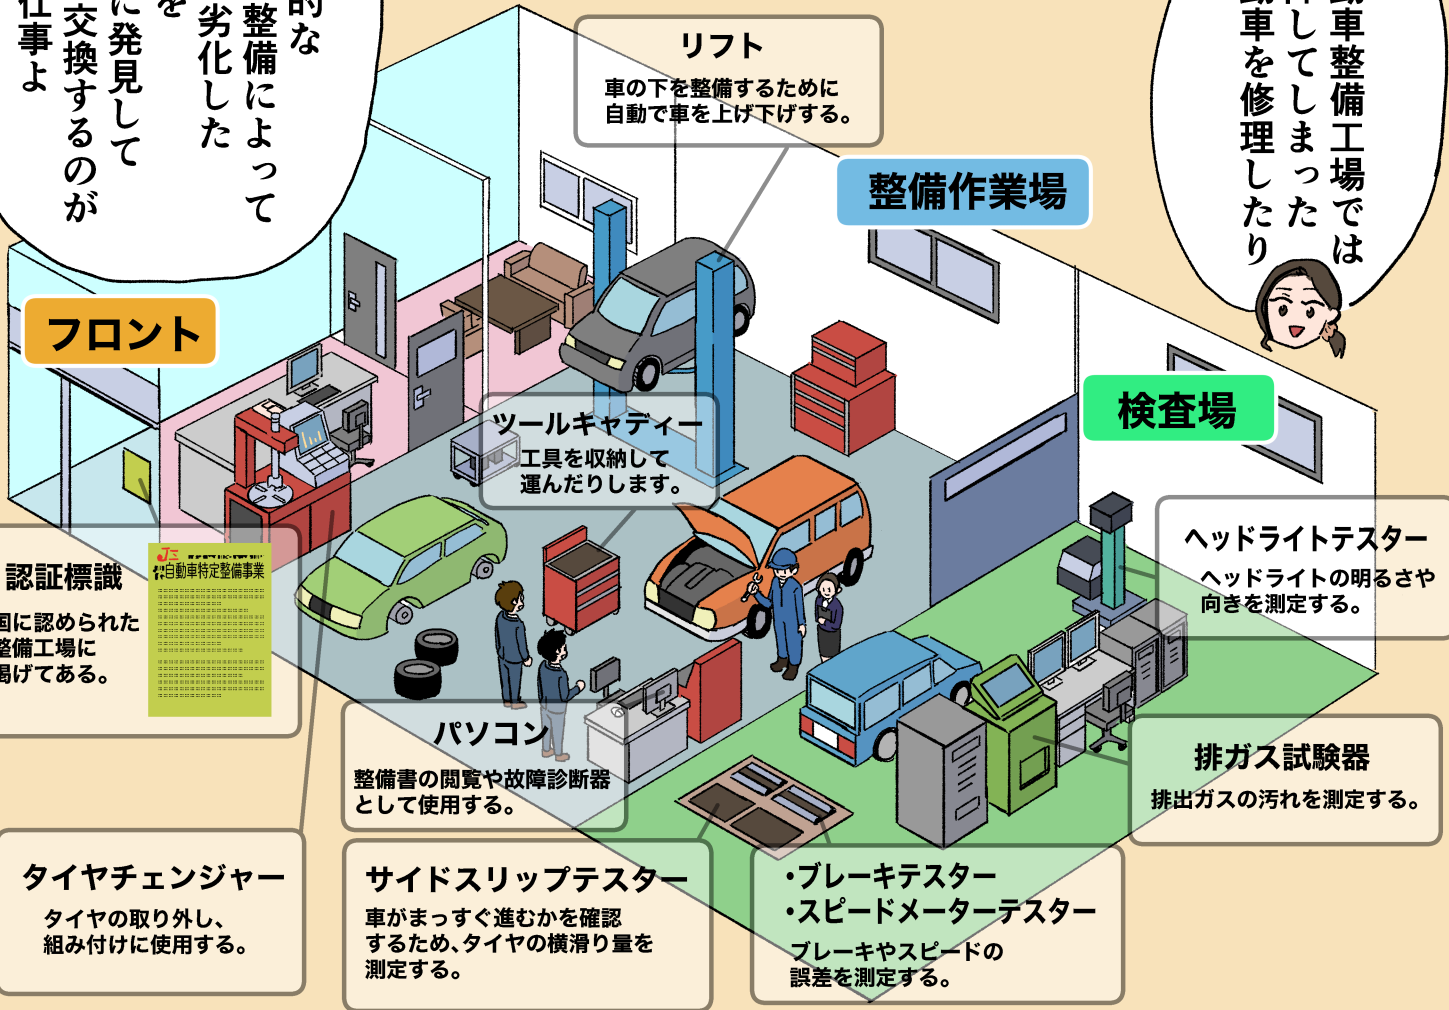 動車整備工場では
してしまった
動車を修理したり
的な
整備によって
劣化した
を
に発見して
交換するのが
仕事よ
リフト
車の下を整備するために
自動で車を上げ下げする。
整備作業場
フロント
検査場
ツールキャディー
工具を収納して
運んだりします。
ヘッドライトテスター
ヘッドライトの明るさや
向きを測定する。
認証標識
国に認められた
整備工場に
掲げてある。
自動車特定整備事業
パソコン
整備書の閲覧や故障診断器
として使用する。
排ガス試験器
排出ガスの汚れを測定する。
タイヤチェンジャー
タイヤの取り外し、
組み付けに使用する。
サイドスリップテスター
車がまっすぐ進むかを確認
するため、タイヤの横滑り量を
測定する。
・ブレーキテスター
・スピードメーターテスター
ブレーキやスピードの
誤差を測定する。